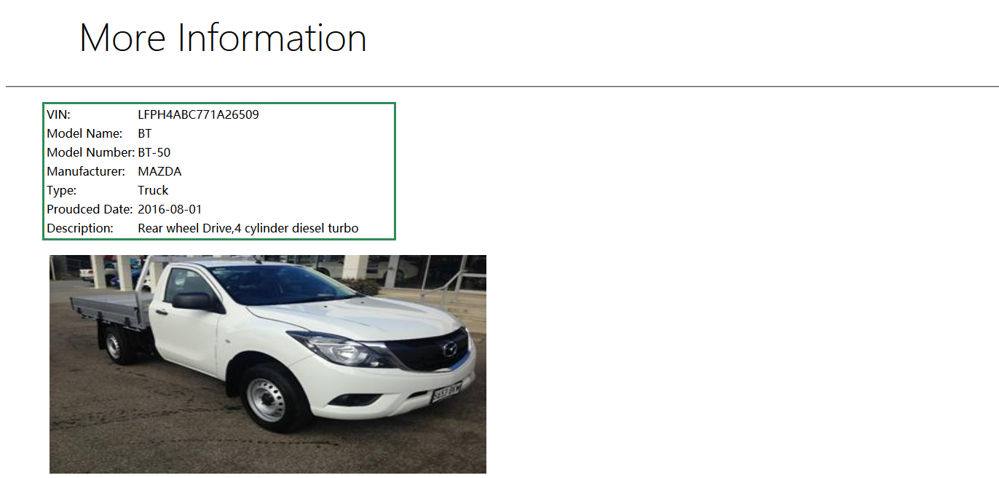 More Information
VIN: LFPH4ABC771A26509
Model Name: BT
Model Number: BT-50
Manufacturer: MAZDA
Type: Truck
Proudced Date: 2016-08-01
Description: Rear wheel Drive,4 cylinder diesel turbo